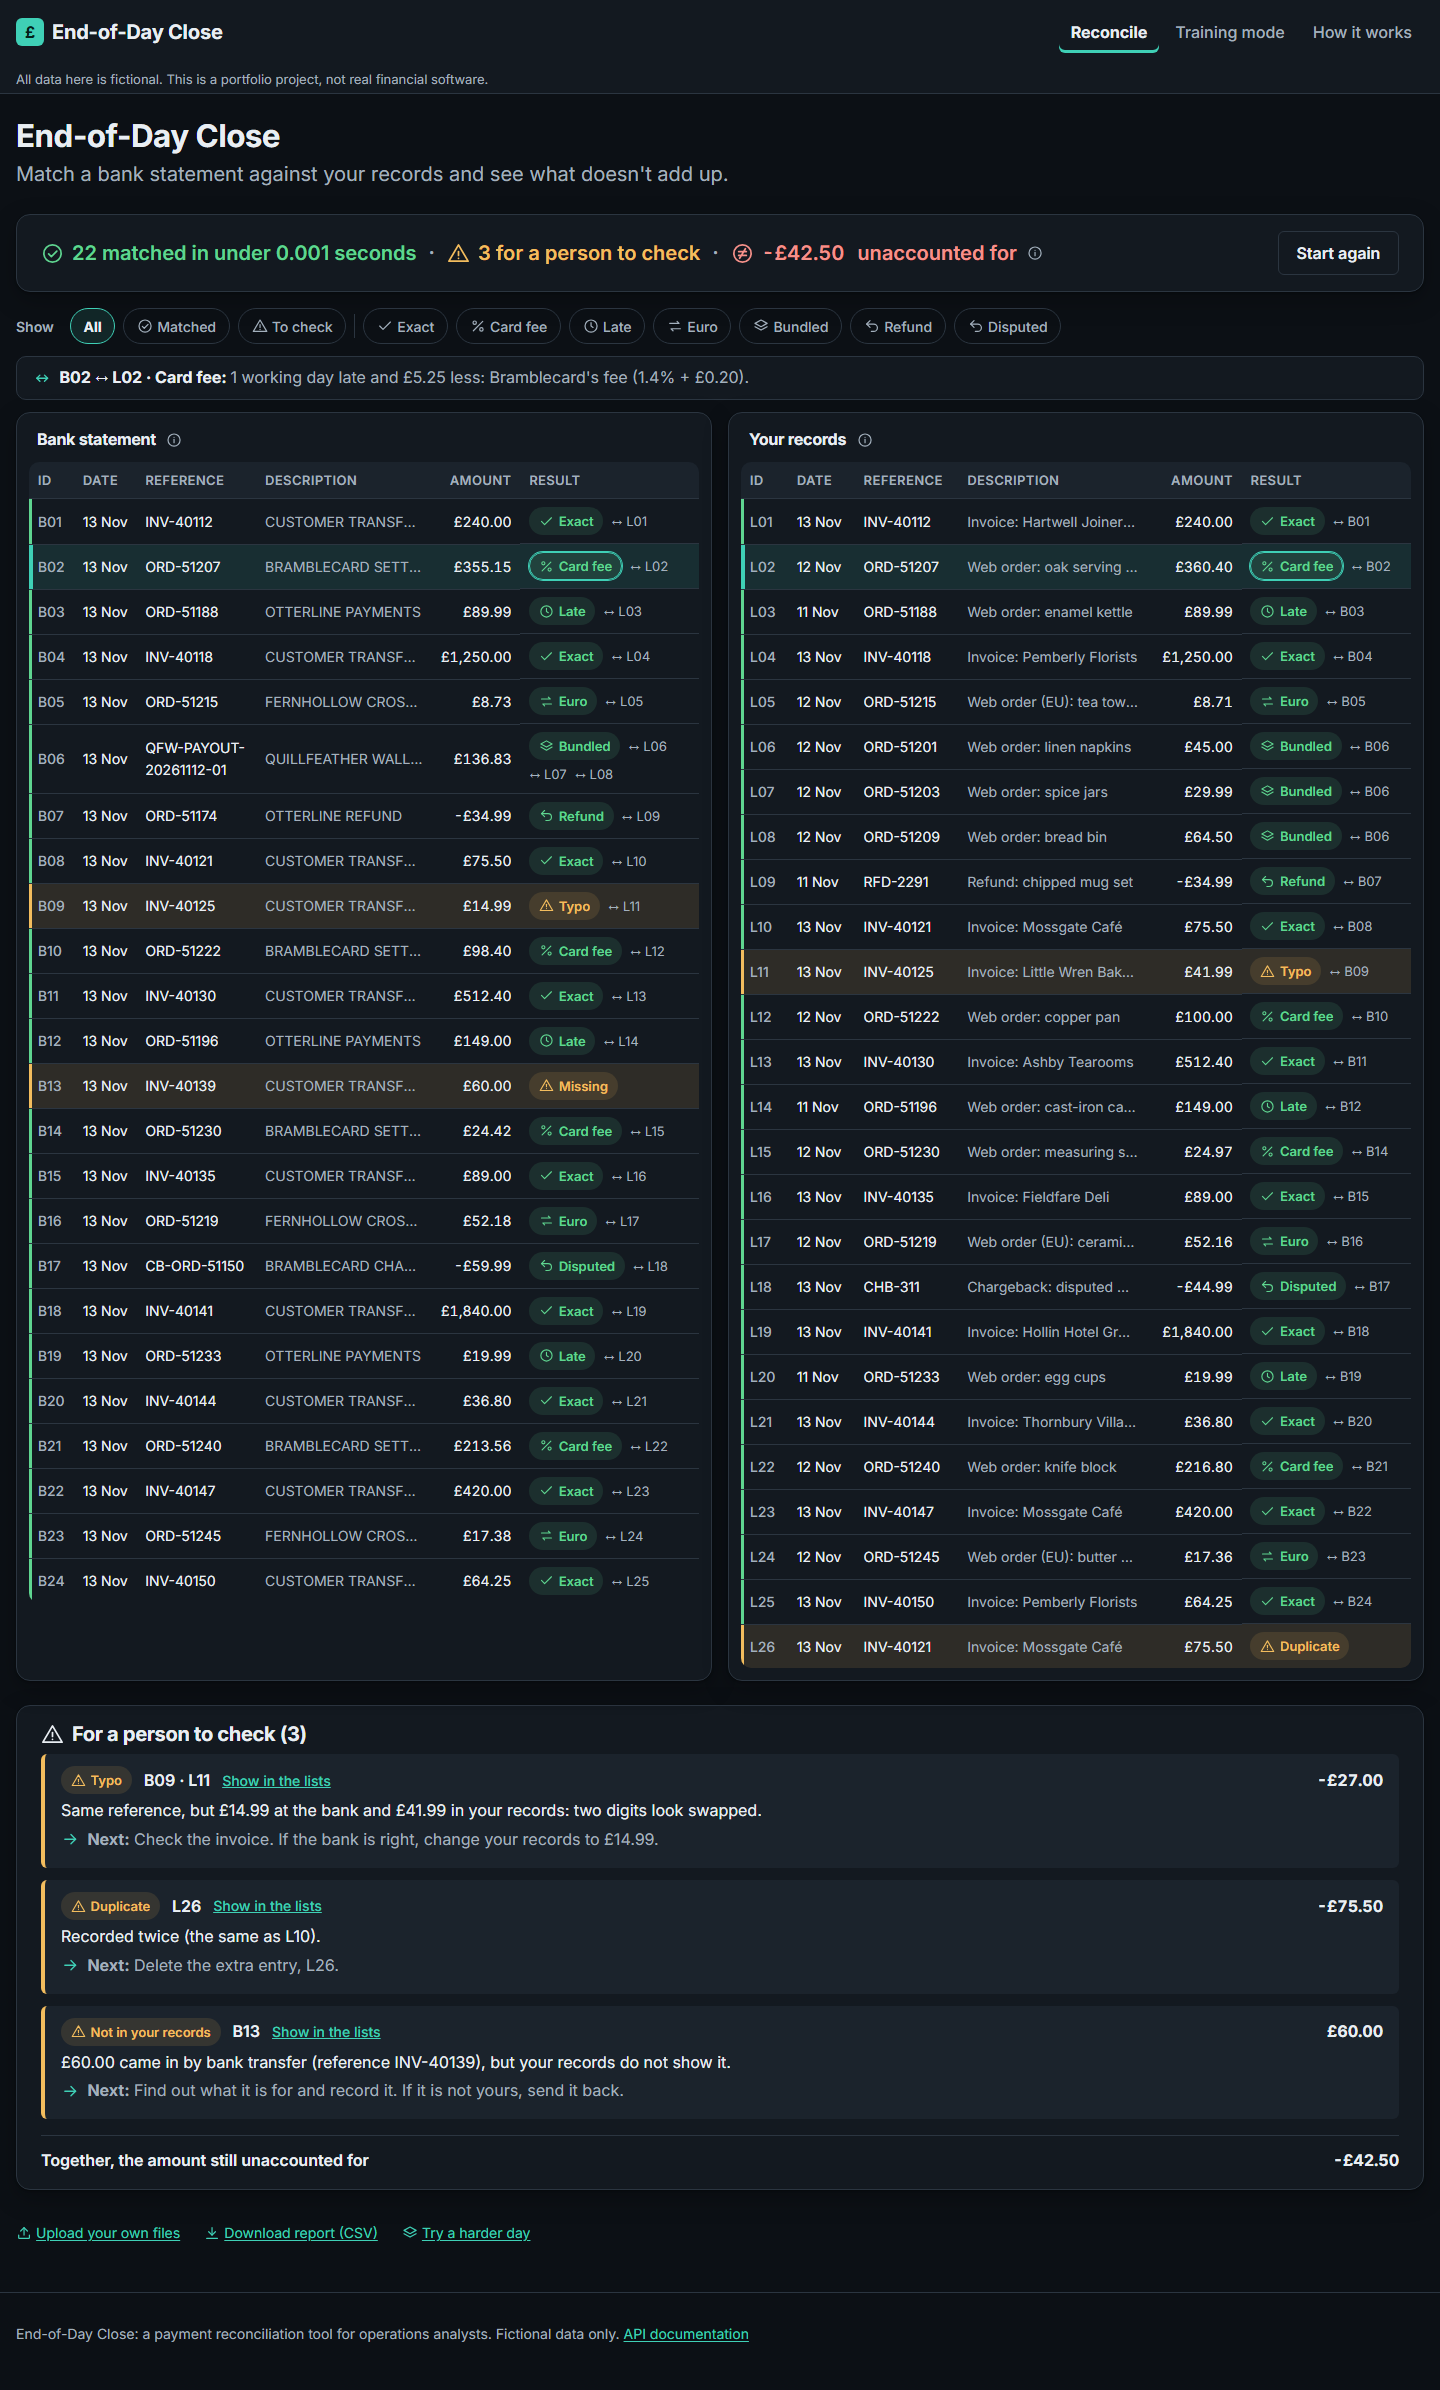 £ End-of-Day Close
Reconcile Training mode How it works
All data here is fictional. This is a portfolio project, not real financial software.
End-of-Day Close
Match a bank statement against your records and see what doesn't add up.
22 matched in under 0.001 seconds · 3 for a person to check · -£42.50 unaccounted for
Start again
Show All Matched To check Exact Card fee Late Euro Bundled Refund Disputed
↔ B02 ↔ L02 · Card fee: 1 working day late and £5.25 less: Bramblecard's fee (1.4% + £0.20).
Bank statement
ID DATE REFERENCE DESCRIPTION AMOUNT RESULT
B01 13 Nov INV-40112 CUSTOMER TRANSF... £240.00 Exact ↔ L01
B02 13 Nov ORD-51207 BRAMBLECARD SETT... £355.15 Card fee ↔ L02
B03 13 Nov ORD-51188 OTTERLINE PAYMENTS £89.99 Late ↔ L03
B04 13 Nov INV-40118 CUSTOMER TRANSF... £1,250.00 Exact ↔ L04
B05 13 Nov ORD-51215 FERNHOLLOW CROS... £8.73 Euro ↔ L05
B06 13 Nov QFW-PAYOUT-20261112-01 QUILLFEATHER WALL... £136.83 Bundled ↔ L06
↔ L07 ↔ L08
B07 13 Nov ORD-51174 OTTERLINE REFUND -£34.99 Refund ↔ L09
B08 13 Nov INV-40121 CUSTOMER TRANSF... £75.50 Exact ↔ L10
B09 13 Nov INV-40125 CUSTOMER TRANSF... £14.99 Typo ↔ L11
B10 13 Nov ORD-51222 BRAMBLECARD SETT... £98.40 Card fee ↔ L12
B11 13 Nov INV-40130 CUSTOMER TRANSF... £512.40 Exact ↔ L13
B12 13 Nov ORD-51196 OTTERLINE PAYMENTS £149.00 Late ↔ L14
B13 13 Nov INV-40139 CUSTOMER TRANSF... £60.00 Missing
B14 13 Nov ORD-51230 BRAMBLECARD SETT... £24.42 Card fee ↔ L15
B15 13 Nov INV-40135 CUSTOMER TRANSF... £89.00 Exact ↔ L16
B16 13 Nov ORD-51219 FERNHOLLOW CROS... £52.18 Euro ↔ L17
B17 13 Nov CB-ORD-51150 BRAMBLECARD CHA... -£59.99 Disputed ↔ L18
B18 13 Nov INV-40141 CUSTOMER TRANSF... £1,840.00 Exact ↔ L19
B19 13 Nov ORD-51233 OTTERLINE PAYMENTS £19.99 Late ↔ L20
B20 13 Nov INV-40144 CUSTOMER TRANSF... £36.80 Exact ↔ L21
B21 13 Nov ORD-51240 BRAMBLECARD SETT... £213.56 Card fee ↔ L22
B22 13 Nov INV-40147 CUSTOMER TRANSF... £420.00 Exact ↔ L23
B23 13 Nov ORD-51245 FERNHOLLOW CROS... £17.38 Euro ↔ L24
B24 13 Nov INV-40150 CUSTOMER TRANSF... £64.25 Exact ↔ L25
Your records
ID DATE REFERENCE DESCRIPTION AMOUNT RESULT
L01 13 Nov INV-40112 Invoice: Hartwell Joiner... £240.00 Exact ↔ B01
L02 12 Nov ORD-51207 Web order: oak serving ... £360.40 Card fee ↔ B02
L03 11 Nov ORD-51188 Web order: enamel kettle £89.99 Late ↔ B03
L04 13 Nov INV-40118 Invoice: Pemberly Florists £1,250.00 Exact ↔ B04
L05 12 Nov ORD-51215 Web order (EU): tea tow... £8.71 Euro ↔ B05
L06 12 Nov ORD-51201 Web order: linen napkins £45.00 Bundled ↔ B06
L07 12 Nov ORD-51203 Web order: spice jars £29.99 Bundled ↔ B06
L08 12 Nov ORD-51209 Web order: bread bin £64.50 Bundled ↔ B06
L09 11 Nov RFD-2291 Refund: chipped mug set -£34.99 Refund ↔ B07
L10 13 Nov INV-40121 Invoice: Mossgate Café £75.50 Exact ↔ B08
L11 13 Nov INV-40125 Invoice: Little Wren Bak... £41.99 Typo ↔ B09
L12 12 Nov ORD-51222 Web order: copper pan £100.00 Card fee ↔ B10
L13 13 Nov INV-40130 Invoice: Ashby Tearooms £512.40 Exact ↔ B11
L14 11 Nov ORD-51196 Web order: cast-iron ca... £149.00 Late ↔ B12
L15 12 Nov ORD-51230 Web order: measuring s... £24.97 Card fee ↔ B14
L16 13 Nov INV-40135 Invoice: Fieldfare Deli £89.00 Exact ↔ B15
L17 12 Nov ORD-51219 Web order (EU): cerami... £52.16 Euro ↔ B16
L18 13 Nov CHB-311 Chargeback: disputed ... -£44.99 Disputed ↔ B17
L19 13 Nov INV-40141 Invoice: Hollin Hotel Gr... £1,840.00 Exact ↔ B18
L20 11 Nov ORD-51233 Web order: egg cups £19.99 Late ↔ B19
L21 13 Nov INV-40144 Invoice: Thornbury Villa... £36.80 Exact ↔ B20
L22 12 Nov ORD-51240 Web order: knife block £216.80 Card fee ↔ B21
L23 13 Nov INV-40147 Invoice: Mossgate Café £420.00 Exact ↔ B22
L24 12 Nov ORD-51245 Web order (EU): butter ... £17.36 Euro ↔ B23
L25 13 Nov INV-40150 Invoice: Pemberly Florists £64.25 Exact ↔ B24
L26 13 Nov INV-40121 Invoice: Mossgate Café £75.50 Duplicate
For a person to check (3)
Typo B09 · L11 Show in the lists -£27.00
Same reference, but £14.99 at the bank and £41.99 in your records: two digits look swapped.
→ Next: Check the invoice. If the bank is right, change your records to £14.99.
Duplicate L26 Show in the lists -£75.50
Recorded twice (the same as L10).
→ Next: Delete the extra entry, L26.
Not in your records B13 Show in the lists £60.00
£60.00 came in by bank transfer (reference INV-40139), but your records do not show it.
→ Next: Find out what it is for and record it. If it is not yours, send it back.
Together, the amount still unaccounted for -£42.50
Upload your own files Download report (CSV) Try a harder day
End-of-Day Close: a payment reconciliation tool for operations analysts. Fictional data only. API documentation